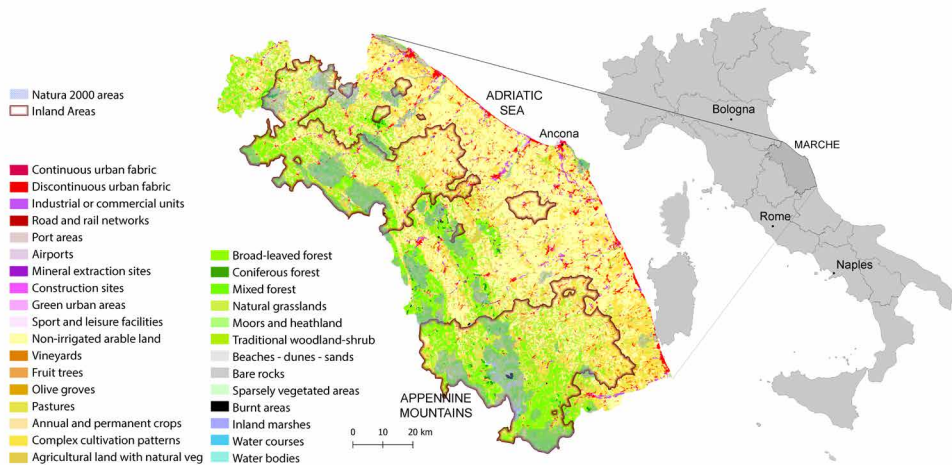 Natura 2000 areas
Inland Areas
Continuous urban fabric
Discontinuous urban fabric
Industrial or commercial units
Road and rail networks
Port areas
Airports
Mineral extraction sites
Construction sites
Green urban areas
Sport and leisure facilities
Non-irrigated arable land
Vineyards
Fruit trees
Olive groves
Pastures
Annual and permanent crops
Complex cultivation patterns
Agricultural land with natural veg
Broad-leaved forest
Coniferous forest
Mixed forest
Natural grasslands
Moors and heathland
Traditional woodland-shrub
Beaches - dunes - sands
Bare rocks
Sparsely vegetated areas
Burnt areas
Inland marshes
Water courses
Water bodies
ADRIATIC
SEA
Ancona
APPENNINE
MOUNTAINS
0 10 20 km
Bologna
MARCHE
Rome
Naples